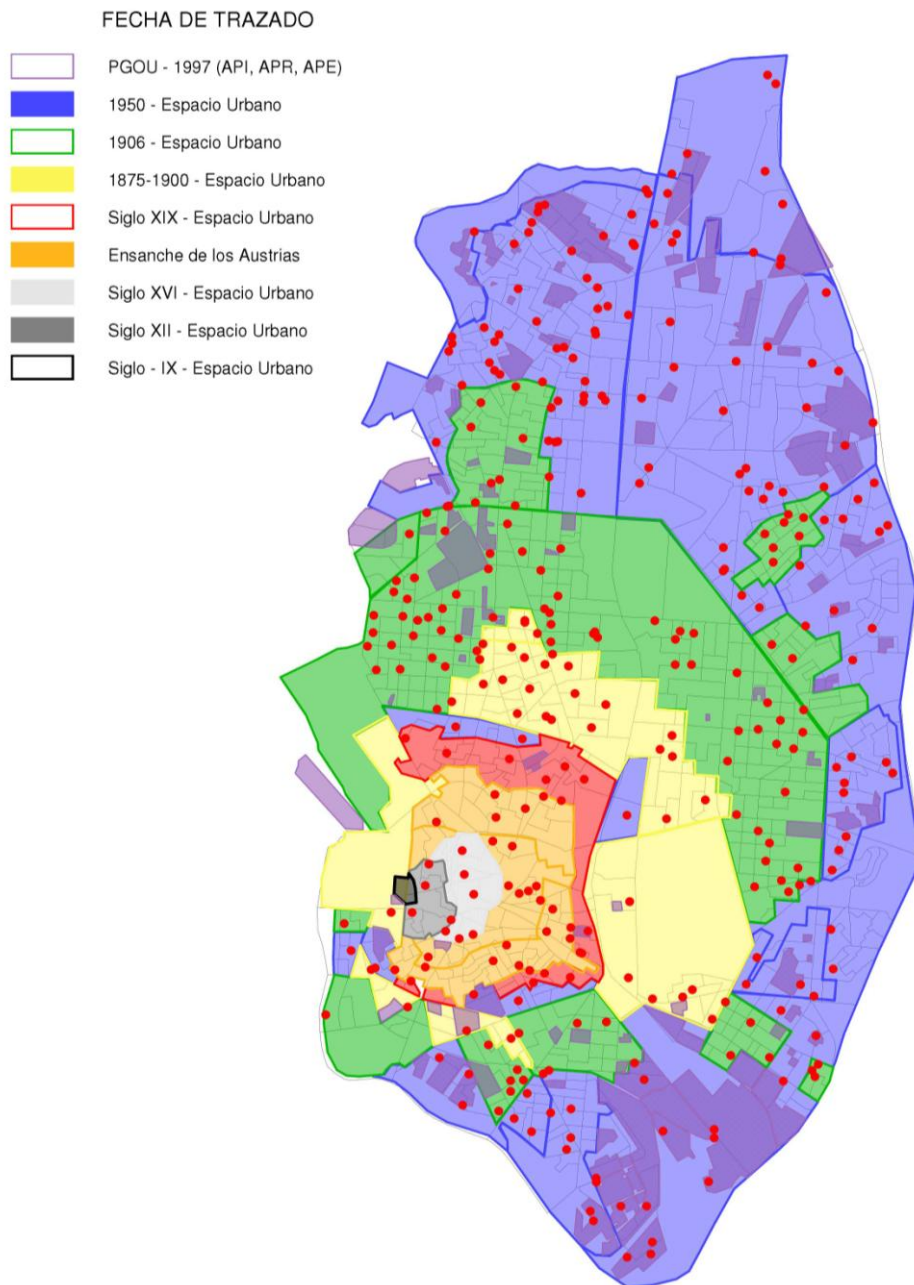 FECHA DE TRAZADO
PGOU - 1997 (API, APR, APE)
1950 - Espacio Urbano
1906 - Espacio Urbano
1875-1900 - Espacio Urbano
Siglo XIX - Espacio Urbano
Ensanche de los Austrias
Siglo XVI - Espacio Urbano
Siglo XII - Espacio Urbano
Siglo - IX - Espacio Urbano